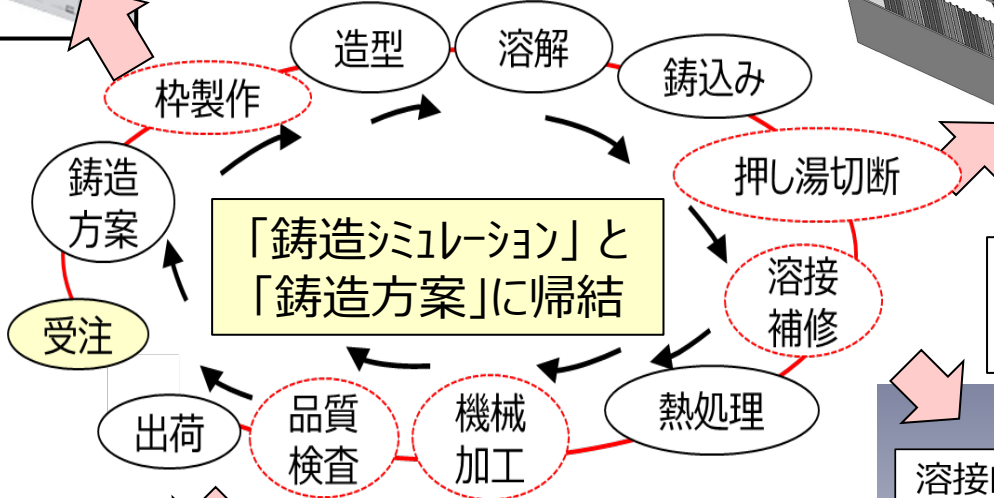 造型
溶解
鋳込み
枠製作
押し湯切断
鋳造
方案
「鋳造ｼﾐｭﾚｰｼｮﾝ」と
「鋳造方案」に帰結
溶接
補修
受注
熱処理
機械
加工
品質
検査
出荷
溶接